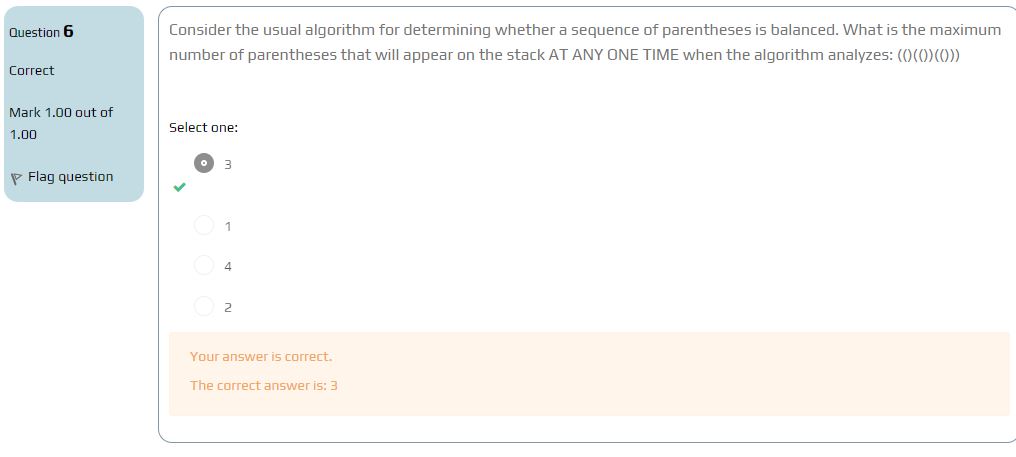 Question 6
Correct
Mark 1.00 out of
1.00
Flag question
Consider the usual algorithm for determining whether a sequence of parentheses is balanced. What is the maximum
number of parentheses that will appear on the stack AT ANY ONE TIME when the algorithm analyzes: (()(())(()))
Select one:
3
1
4
2
Your answer is correct.
The correct answer is: 3